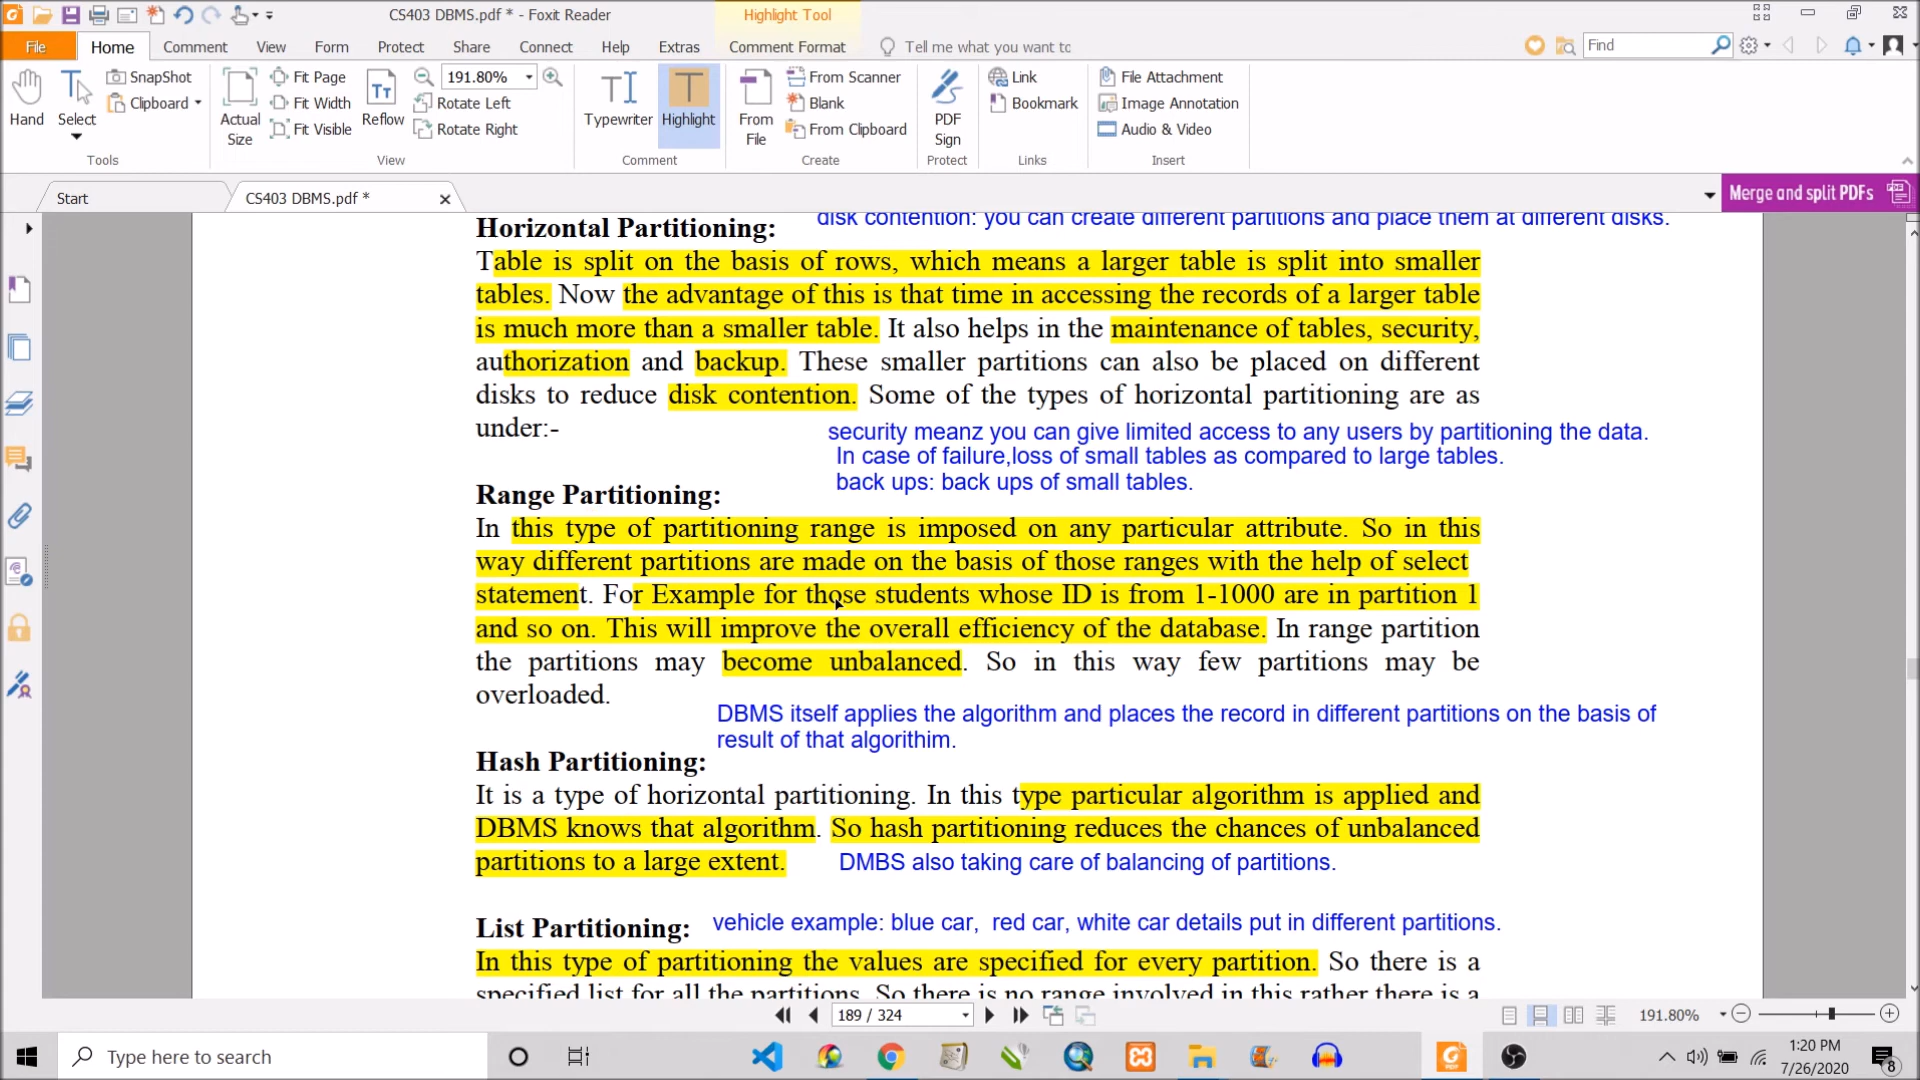 CS403 DBMS.pdf * - Foxit Reader
Highlight Tool
File
Home
Comment
View
Form
Protect
Share
Connect
Help
Extras
Comment Format
Tell me what you want to
Find
Hand
Select
SnapShot
Clipboard
Tools
Actual Size
Fit Page
Fit Width
Fit Visible
Reflow
191.80%
Rotate Left
Rotate Right
View
Typewriter
Highlight
Comment
From File
From Scanner
Blank
From Clipboard
Create
PDF Sign
Protect
Link
Bookmark
Links
File Attachment
Image Annotation
Audio & Video
Insert
Start
CS403 DBMS.pdf *
Merge and split PDFs
disk contention: you can create different partitions and place them at different disks.
Horizontal Partitioning:
Table is split on the basis of rows, which means a larger table is split into smaller
tables. Now the advantage of this is that time in accessing the records of a larger table
is much more than a smaller table. It also helps in the maintenance of tables, security,
authorization and backup. These smaller partitions can also be placed on different
disks to reduce disk contention. Some of the types of horizontal partitioning are as
under:-
security meanz you can give limited access to any users by partitioning the data.
In case of failure,loss of small tables as compared to large tables.
back ups: back ups of small tables.
Range Partitioning:
In this type of partitioning range is imposed on any particular attribute. So in this
way different partitions are made on the basis of those ranges with the help of select
statement. For Example for those students whose ID is from 1-1000 are in partition 1
and so on. This will improve the overall efficiency of the database. In range partition
the partitions may become unbalanced. So in this way few partitions may be
overloaded.
DBMS itself applies the algorithm and places the record in different partitions on the basis of
result of that algorithim.
Hash Partitioning:
It is a type of horizontal partitioning. In this type particular algorithm is applied and
DBMS knows that algorithm. So hash partitioning reduces the chances of unbalanced
partitions to a large extent.
DMBS also taking care of balancing of partitions.
List Partitioning:
vehicle example: blue car, red car, white car details put in different partitions.
In this type of partitioning the values are specified for every partition. So there is a
specified list for all the partitions. So there is no range involved in this rather there is a
189 / 324
191.80%
Type here to search
1:20 PM
7/26/2020
8